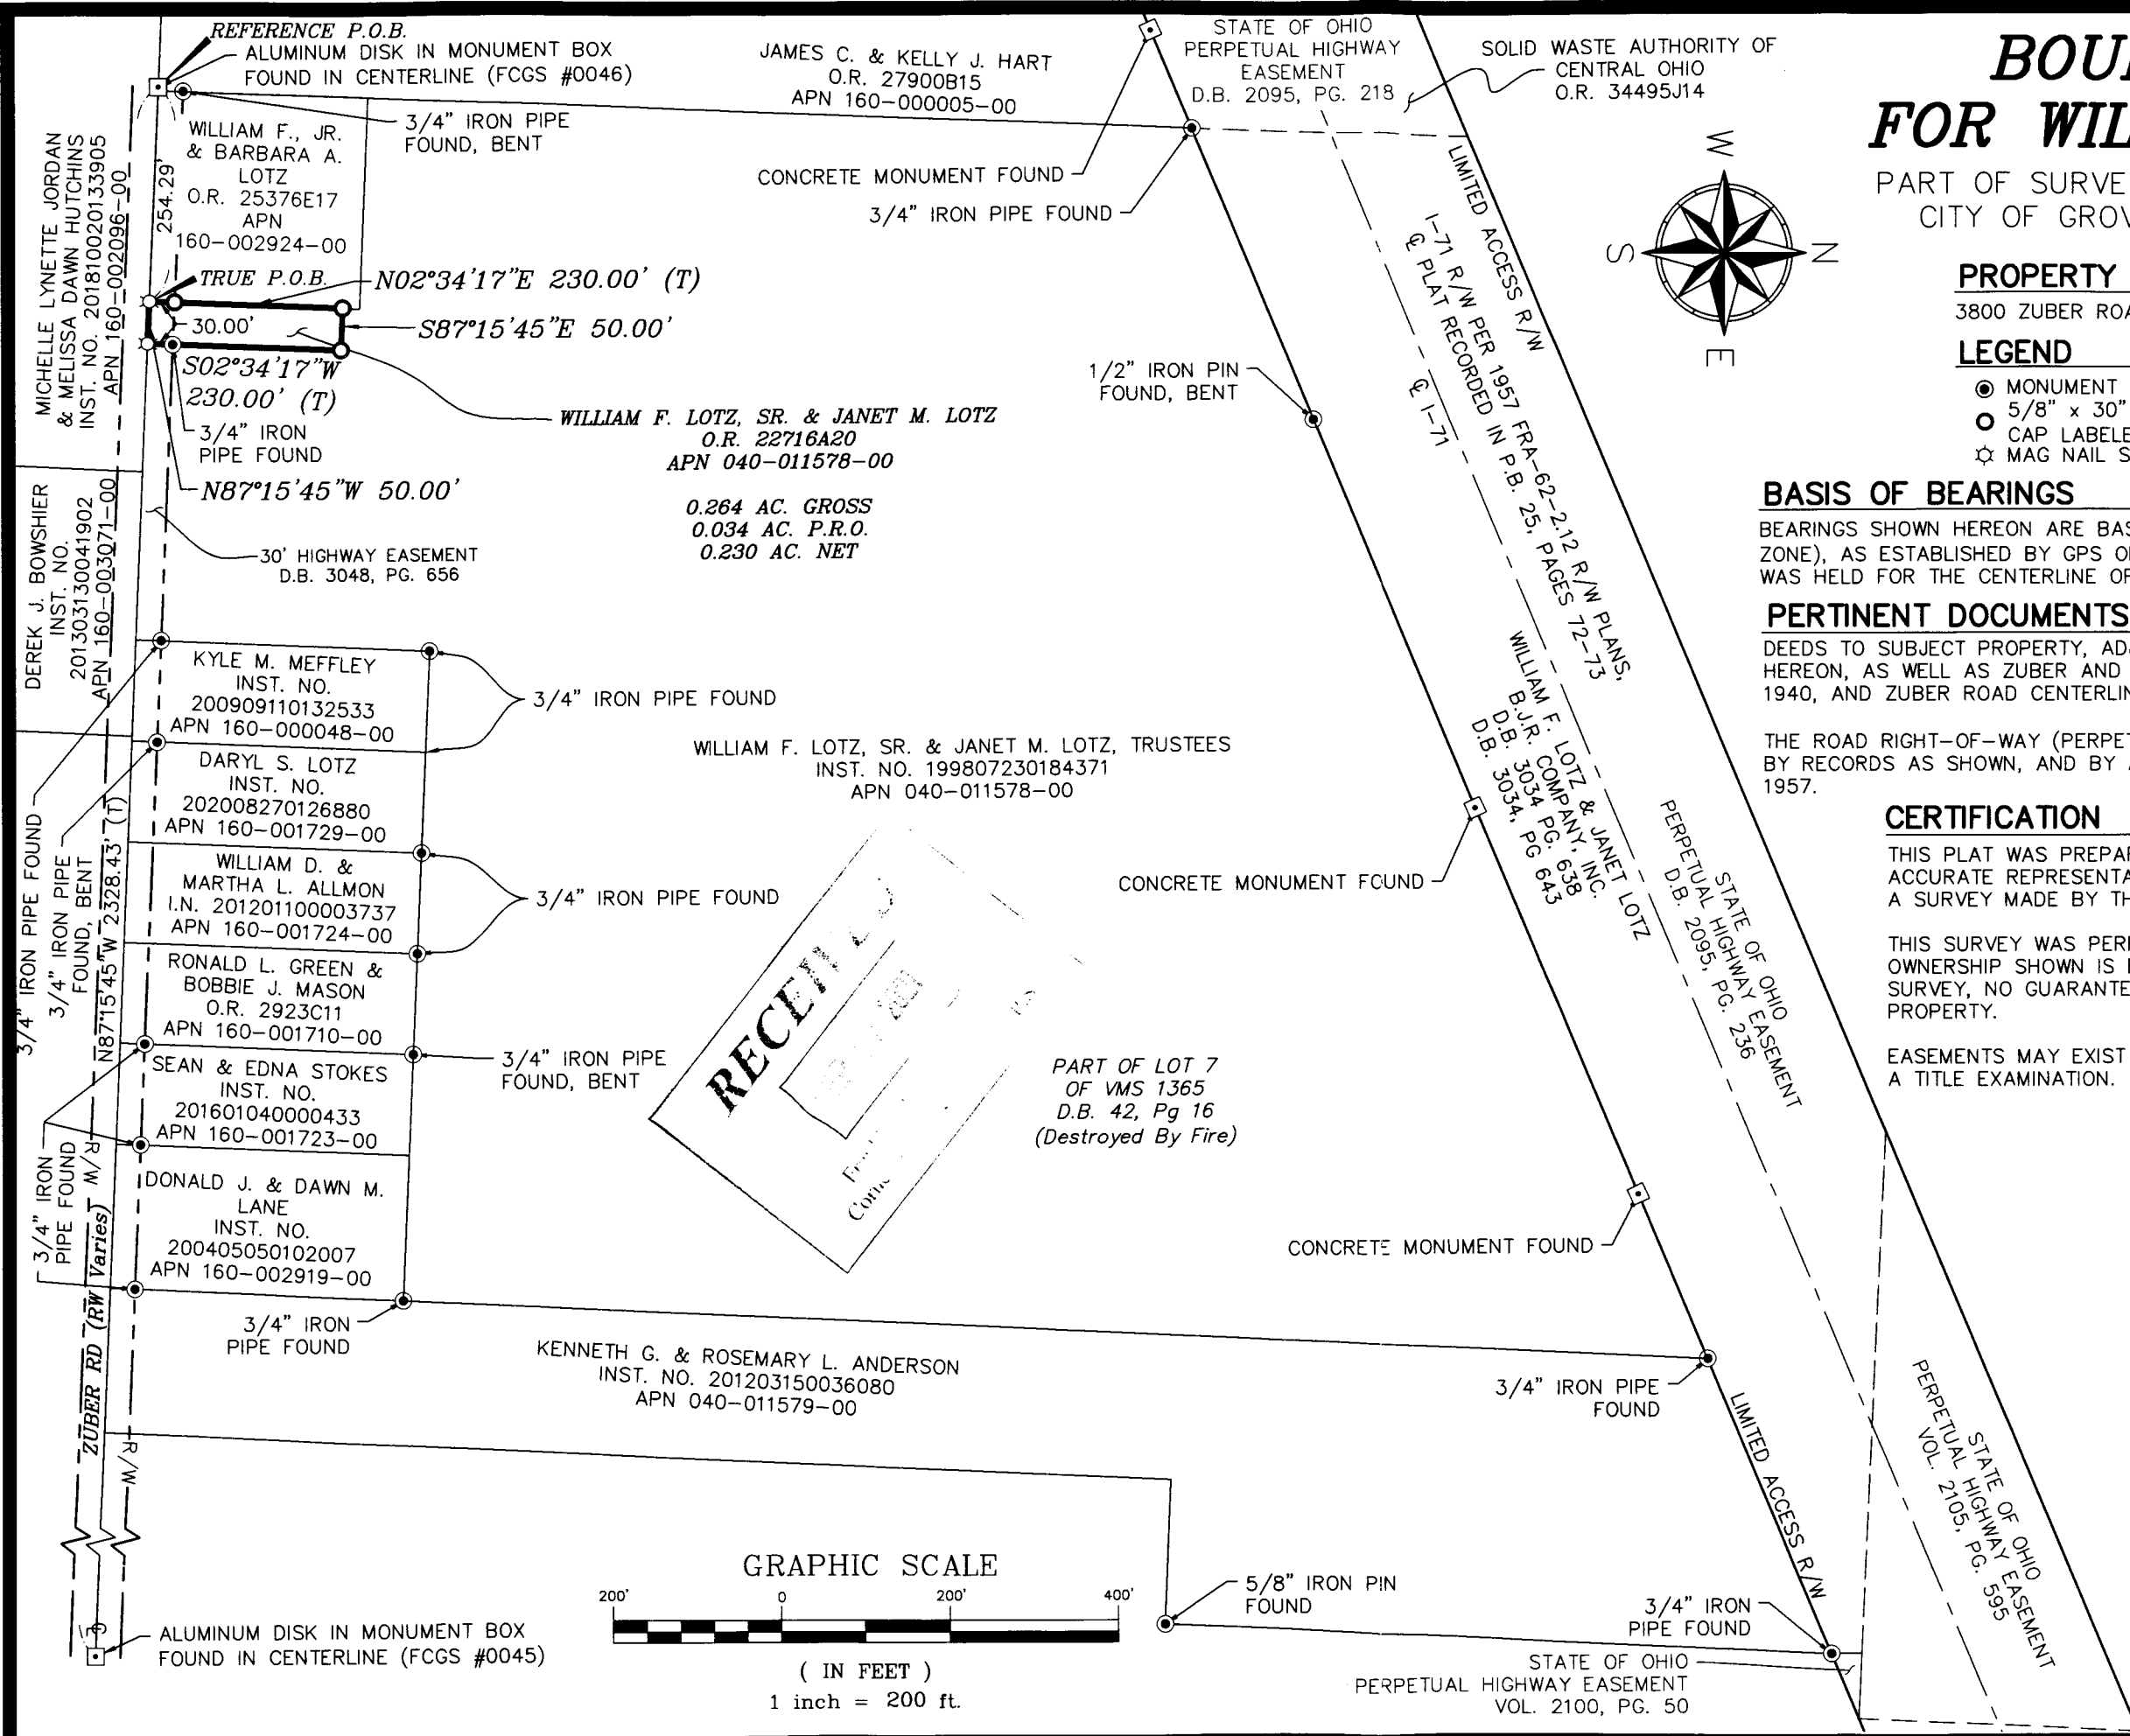 REFERENCE P.O.B.
ALUMINUM DISK IN MONUMENT BOX
FOUND IN CENTERLINE (FCGS #0046)
JAMES C. & KELLY J. HART
O.R. 27900B15
APN 160-000005-00
STATE OF OHIO
PERPETUAL HIGHWAY
EASEMENT
D.B. 2095, PG. 218
SOLID WASTE AUTHORITY OF
CENTRAL OHIO
O.R. 34495J14
3/4" IRON PIPE
FOUND, BENT
WILLIAM F., JR.
& BARBARA A.
LOTZ
O.R. 25376E17
APN
160-002924-00
254.29'
MICHELLE LYNETTE JORDAN
& MELISSA DAWN HUTCHINS
INST. NO. 201810020133905
APN 160-002096-00
CONCRETE MONUMENT FOUND
3/4" IRON PIPE FOUND
TRUE P.O.B.
N02°34'17"E 230.00' (T)
30.00'
S87°15'45"E 50.00'
S02°34'17"W
230.00' (T)
3/4" IRON
PIPE FOUND
N87°15'45"W 50.00'
WILLIAM F. LOTZ, SR. & JANET M. LOTZ
O.R. 22716A20
APN 040-011578-00
0.264 AC. GROSS
0.034 AC. P.R.O.
0.230 AC. NET
1/2" IRON PIN
FOUND, BENT
LIMITED ACCESS R/W
I-71 R/W PER 1957 FRA-62-2.12 R/W PLANS,
℄ PLAT RECORDED IN P.B. 25, PAGES 72-73
℄ I-71
DEREK J. BOWSHIER
INST. NO.
201303130041902
APN 160-003071-00
30' HIGHWAY EASEMENT
D.B. 3048, PG. 656
KYLE M. MEFFLEY
INST. NO.
200909110132533
APN 160-000048-00
3/4" IRON PIPE FOUND
DARYL S. LOTZ
INST. NO.
202008270126880
APN 160-001729-00
WILLIAM F. LOTZ, SR. & JANET M. LOTZ, TRUSTEES
INST. NO. 199807230184371
APN 040-011578-00
WILLIAM F. LOTZ & JANET LOTZ
B.J.R. COMPANY, INC.
D.B. 3034 PG. 638
D.B. 3034, PG 643
WILLIAM D. &
MARTHA L. ALLMON
I.N. 201201100003737
APN 160-001724-00
3/4" IRON PIPE FOUND
CONCRETE MONUMENT FOUND
3/4" IRON PIPE FOUND
3/4" IRON PIPE
FOUND, BENT
N87°15'45"W 2328.43' (T)
RONALD L. GREEN &
BOBBIE J. MASON
O.R. 2923C11
APN 160-001710-00
3/4" IRON PIPE
FOUND, BENT
SEAN & EDNA STOKES
INST. NO.
201601040000433
APN 160-001723-00
RECEIVED
PART OF LOT 7
OF VMS 1365
D.B. 42, Pg 16
(Destroyed By Fire)
STATE OF OHIO
PERPETUAL HIGHWAY EASEMENT
D.B. 2095, PG. 236
3/4" IRON
PIPE FOUND
R/W
DONALD J. & DAWN M.
LANE
INST. NO.
200405050102007
APN 160-002919-00
ZUBER RD (RW Varies)
3/4" IRON
PIPE FOUND
CONCRETE MONUMENT FOUND
KENNETH G. & ROSEMARY L. ANDERSON
INST. NO. 201203150036080
APN 040-011579-00
3/4" IRON PIPE
FOUND
R/W
LIMITED ACCESS R/W
STATE OF OHIO
PERPETUAL HIGHWAY EASEMENT
VOL. 2105, PG. 595
ALUMINUM DISK IN MONUMENT BOX
FOUND IN CENTERLINE (FCGS #0045)
GRAPHIC SCALE
200' 0 200' 400'
( IN FEET )
1 inch = 200 ft.
5/8" IRON PIN
FOUND
3/4" IRON
PIPE FOUND
STATE OF OHIO
PERPETUAL HIGHWAY EASEMENT
VOL. 2100, PG. 50
W
S
N
E
BOU
FOR WIL
PART OF SURVE
CITY OF GROV
PROPERTY
3800 ZUBER ROA
LEGEND
MONUMENT
5/8" x 30"
CAP LABELE
MAG NAIL S
BASIS OF BEARINGS
BEARINGS SHOWN HEREON ARE BAS
ZONE), AS ESTABLISHED BY GPS O
WAS HELD FOR THE CENTERLINE OF
PERTINENT DOCUMENTS
DEEDS TO SUBJECT PROPERTY, AD
HEREON, AS WELL AS ZUBER AND
1940, AND ZUBER ROAD CENTERLIN
THE ROAD RIGHT-OF-WAY (PERPE
BY RECORDS AS SHOWN, AND BY
1957.
CERTIFICATION
THIS PLAT WAS PREPAR
ACCURATE REPRESENTA
A SURVEY MADE BY TH
THIS SURVEY WAS PER
OWNERSHIP SHOWN IS
SURVEY, NO GUARANTE
PROPERTY.
EASEMENTS MAY EXIST
A TITLE EXAMINATION.